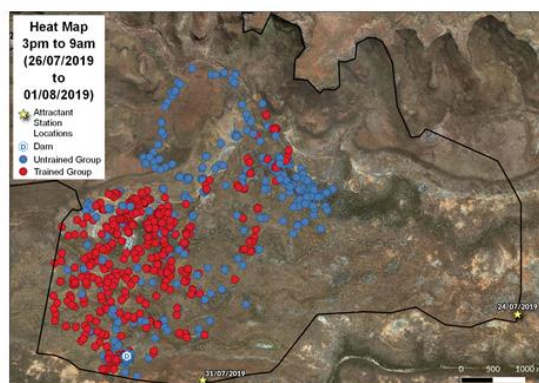 Heat Map
3pm to 9am
(26/07/2019
to
01/08/2019)
Attractant
Station
Locations
D Dam
Untrained Group
Trained Group
D
24/07/2019
31/07/2019
0 500 1000 m